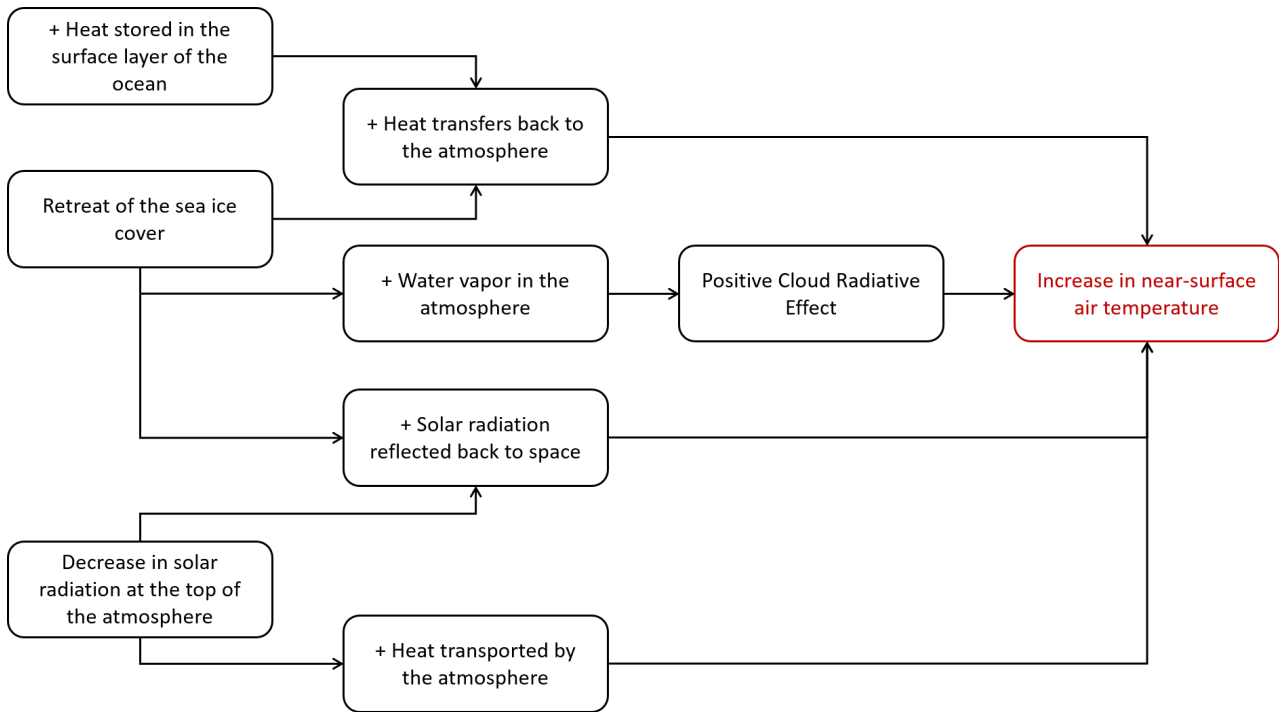 + Heat stored in the
surface layer of the
ocean
+ Heat transfers back to
the atmosphere
Retreat of the sea ice
cover
+ Water vapor in the
atmosphere
Positive Cloud Radiative
Effect
Increase in near-surface
air temperature
+ Solar radiation
reflected back to space
Decrease in solar
radiation at the top of
the atmosphere
+ Heat transported by
the atmosphere